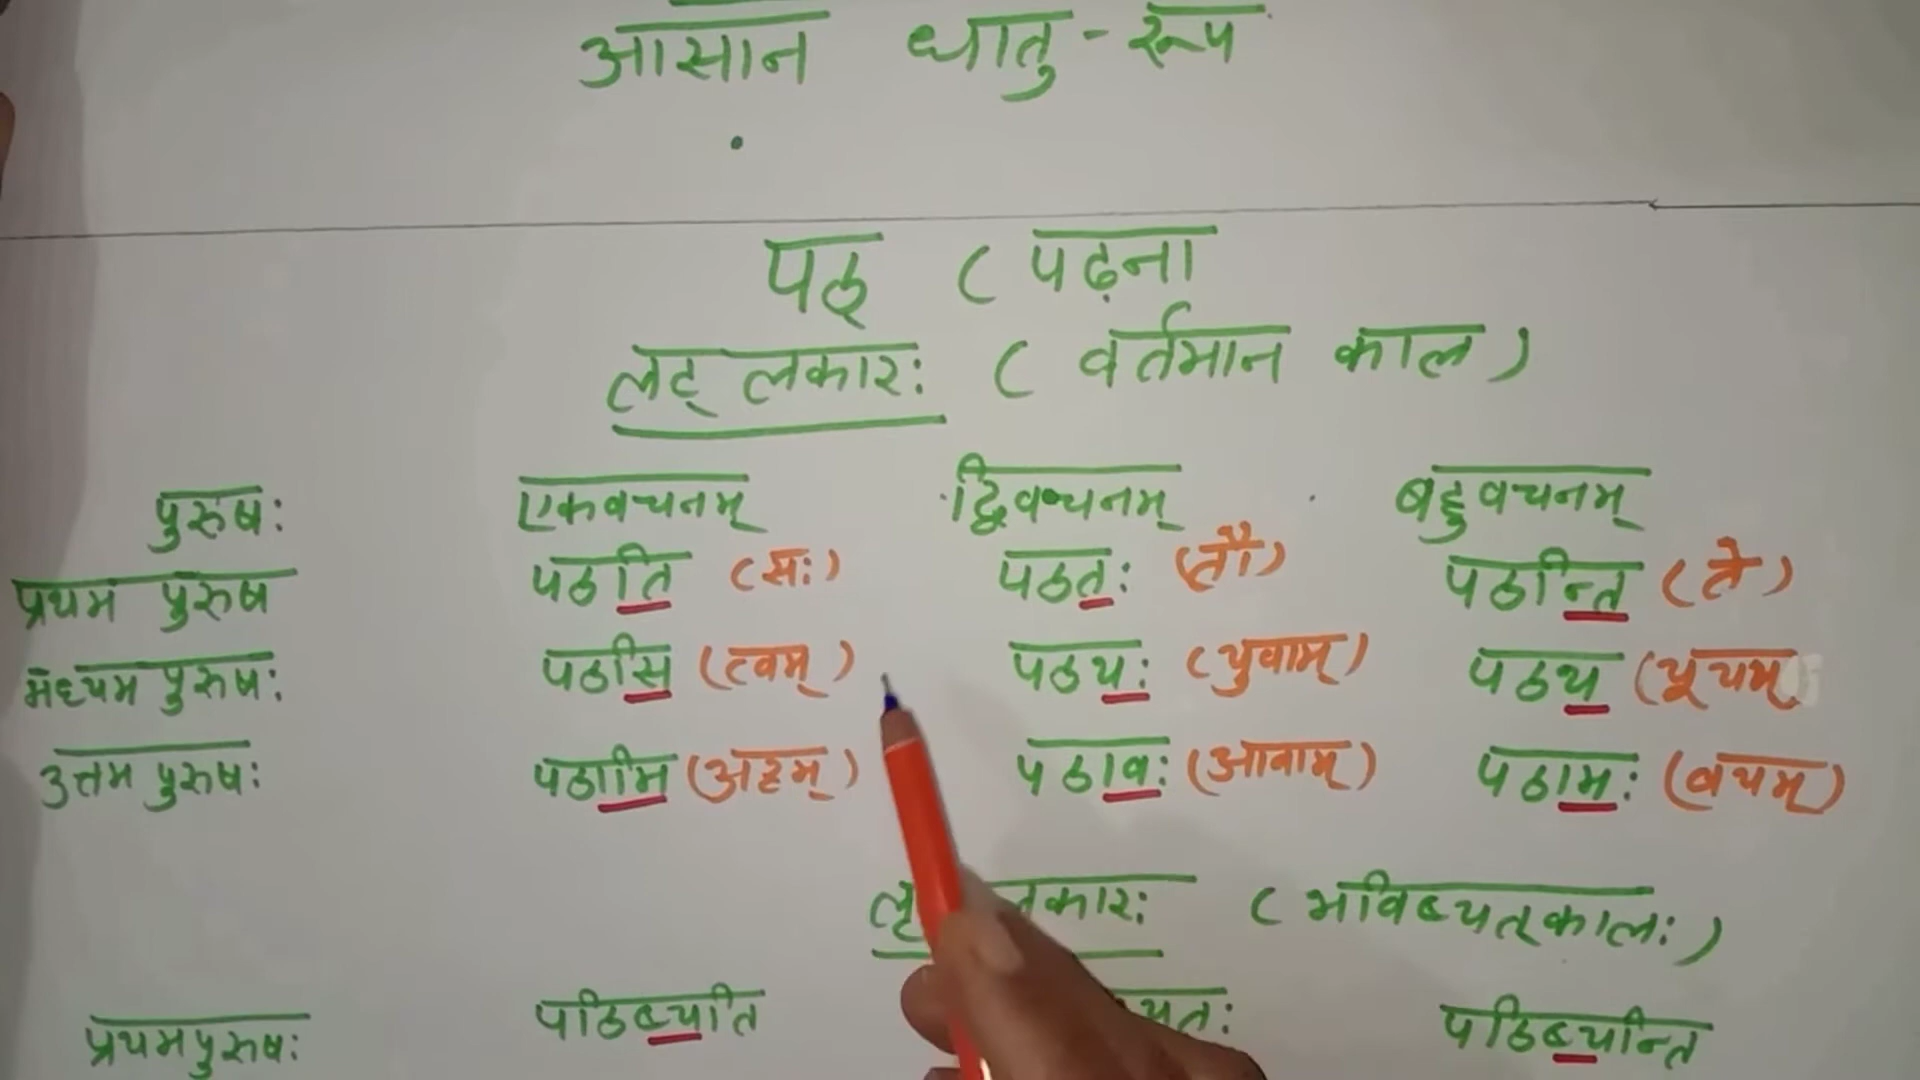 आसान धातु-रूप
पठ् ( पढ़ना
लट् लकारः ( वर्तमान काल )
पुरुषः एकवचनम् द्विवचनम् बहुवचनम्
प्रथम पुरुष पठति (सः) पठतः (तौ) पठन्ति (ते)
मध्यम पुरुषः पठसि (त्वम्) पठथः (युवाम्) पठथ (यूयम्
उत्तम पुरुषः पठामि (अहम्) पठावः (आवाम्) पठामः (वयम्)
लकारः ( भविष्यत्कालः )
प्रथमपुरुषः पठिष्यति पठिष्यन्ति